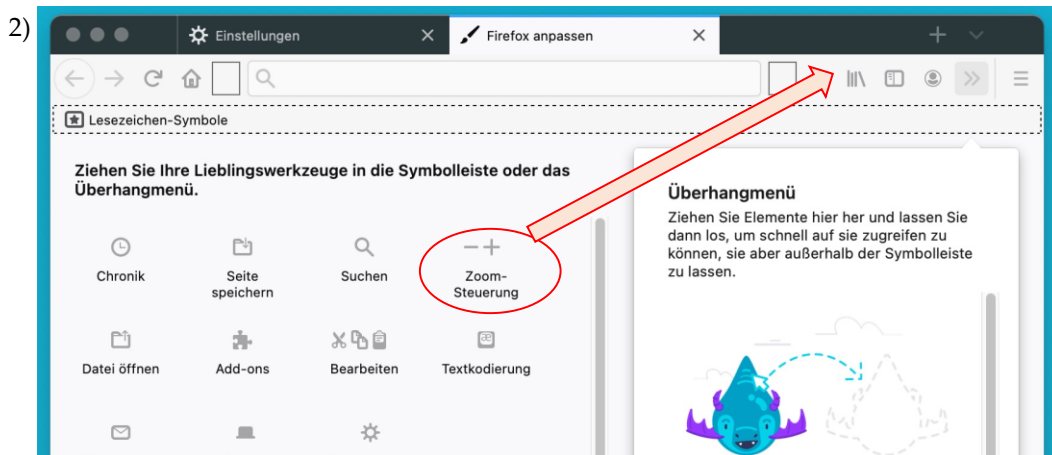 2)
Einstellungen
Firefox anpassen
Lesezeichen-Symbole
Ziehen Sie Ihre Lieblingswerkzeuge in die Symbolleiste oder das
Überhangmenü.
Chronik
Seite
speichern
Suchen
Zoom-
Steuerung
Datei öffnen
Add-ons
Bearbeiten
Textkodierung
Überhangmenü
Ziehen Sie Elemente hier her und lassen Sie
dann los, um schnell auf sie zugreifen zu
können, sie aber außerhalb der Symbolleiste
zu lassen.